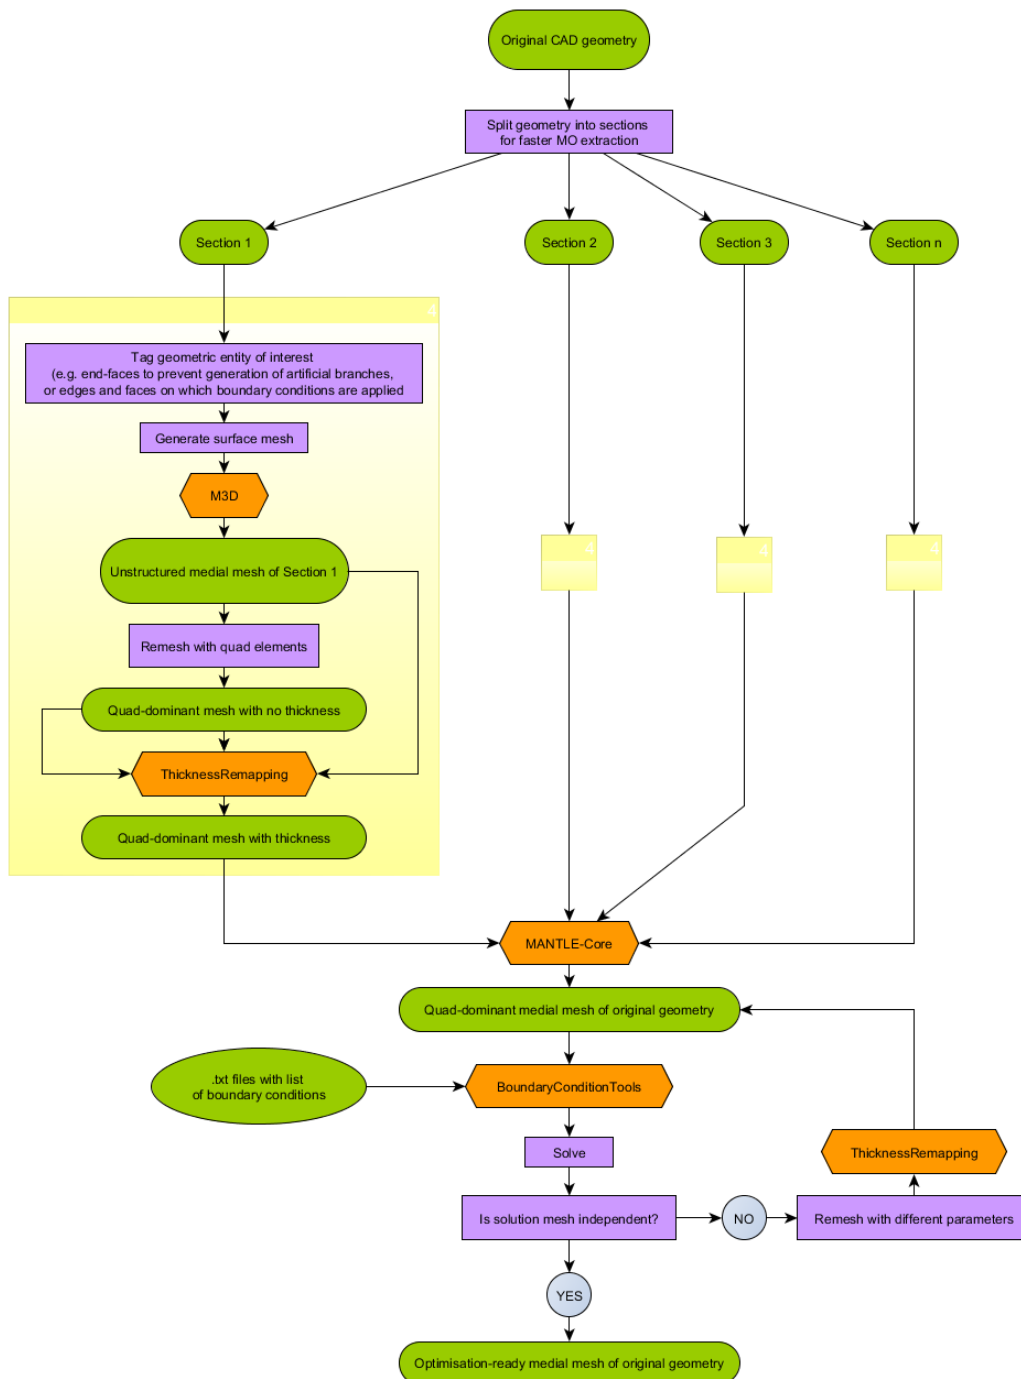 Original CAD geometry
Split geometry into sections
for faster MO extraction
Section 1
Section 2
Section 3
Section n
4
Tag geometric entity of interest
(e.g. end-faces to prevent generation of artificial branches,
or edges and faces on which boundary conditions are applied
Generate surface mesh
M3D
Unstructured medial mesh of Section 1
4
4
4
Remesh with quad elements
Quad-dominant mesh with no thickness
ThicknessRemapping
Quad-dominant mesh with thickness
MANTLE-Core
Quad-dominant medial mesh of original geometry
.txt files with list
of boundary conditions
BoundaryConditionTools
Solve
ThicknessRemapping
Is solution mesh independent?
NO
Remesh with different parameters
YES
Optimisation-ready medial mesh of original geometry